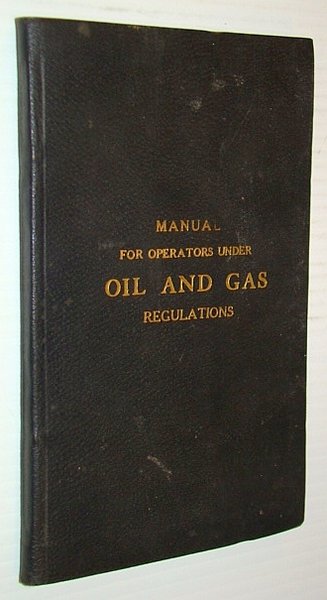 MANUAL
FOR OPERATORS UNDER
OIL AND GAS
REGULATIONS